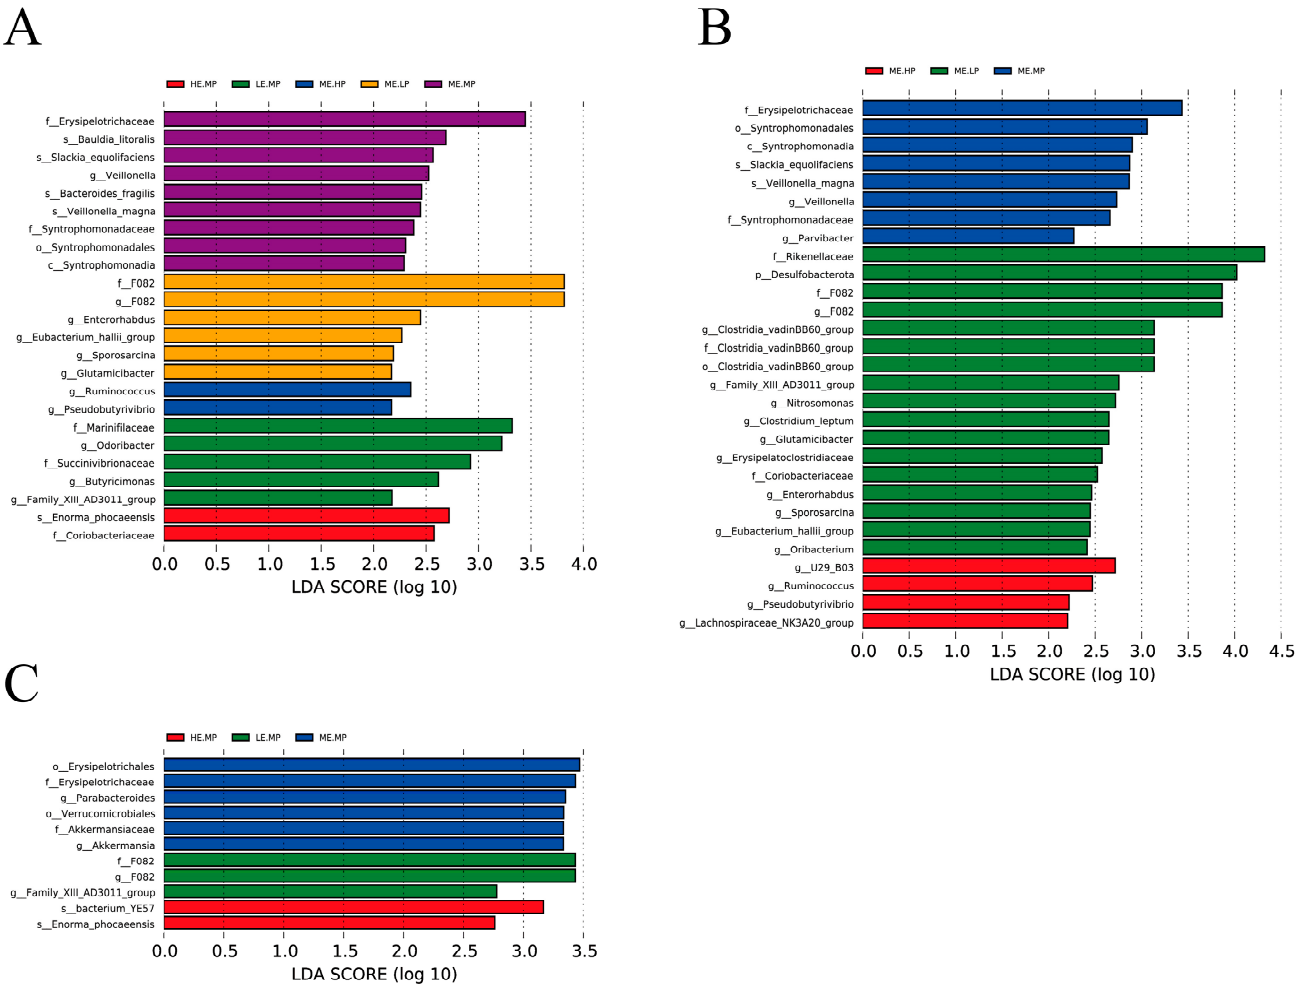 A
HE.MP LE.MP ME.HP ME.LP ME.MP
f__Erysipelotrichaceae
s__Bauldia_litoralis
s__Slackia_equolifaciens
g__Veillonella
s__Bacteroides_fragilis
s__Veillonella_magna
f__Syntrophomonadaceae
o__Syntrophomonadales
c__Syntrophomonadia
f__F082
g__F082
g__Enterorhabdus
g__Eubacterium_hallii_group
g__Sporosarcina
g__Glutamicibacter
g__Ruminococcus
g__Pseudobutyrivibrio
f__Marinifilaceae
g__Odoribacter
f__Succinivibrionaceae
g__Butyricimonas
g__Family_XIII_AD3011_group
s__Enorma_phocaeensis
f__Coriobacteriaceae
0.0 0.5 1.0 1.5 2.0 2.5 3.0 3.5 4.0
LDA SCORE (log 10)
B
ME.HP ME.LP ME.MP
f__Erysipelotrichaceae
o__Syntrophomonadales
c__Syntrophomonadia
s__Slackia_equolifaciens
s__Veillonella_magna
g__Veillonella
f__Syntrophomonadaceae
g__Parvibacter
f__Rikenellaceae
p__Desulfobacterota
f__F082
g__F082
g__Clostridia_vadinBB60_group
f__Clostridia_vadinBB60_group
o__Clostridia_vadinBB60_group
g__Family_XIII_AD3011_group
g__Nitrosomonas
g__Clostridium_leptum
g__Glutamicibacter
g__Erysipelatoclostridiaceae
f__Coriobacteriaceae
g__Enterorhabdus
g__Sporosarcina
g__Eubacterium_hallii_group
g__Oribacterium
g__U29_B03
g__Ruminococcus
g__Pseudobutyrivibrio
g__Lachnospiraceae_NK3A20_group
0.0 0.5 1.0 1.5 2.0 2.5 3.0 3.5 4.0 4.5
LDA SCORE (log 10)
C
HE.MP LE.MP ME.MP
o__Erysipelotrichales
f__Erysipelotrichaceae
g__Parabacteroides
o__Verrucomicrobiales
f__Akkermansiaceae
g__Akkermansia
f__F082
g__F082
g__Family_XIII_AD3011_group
s__bacterium_YE57
s__Enorma_phocaeensis
0.0 0.5 1.0 1.5 2.0 2.5 3.0 3.5
LDA SCORE (log 10)